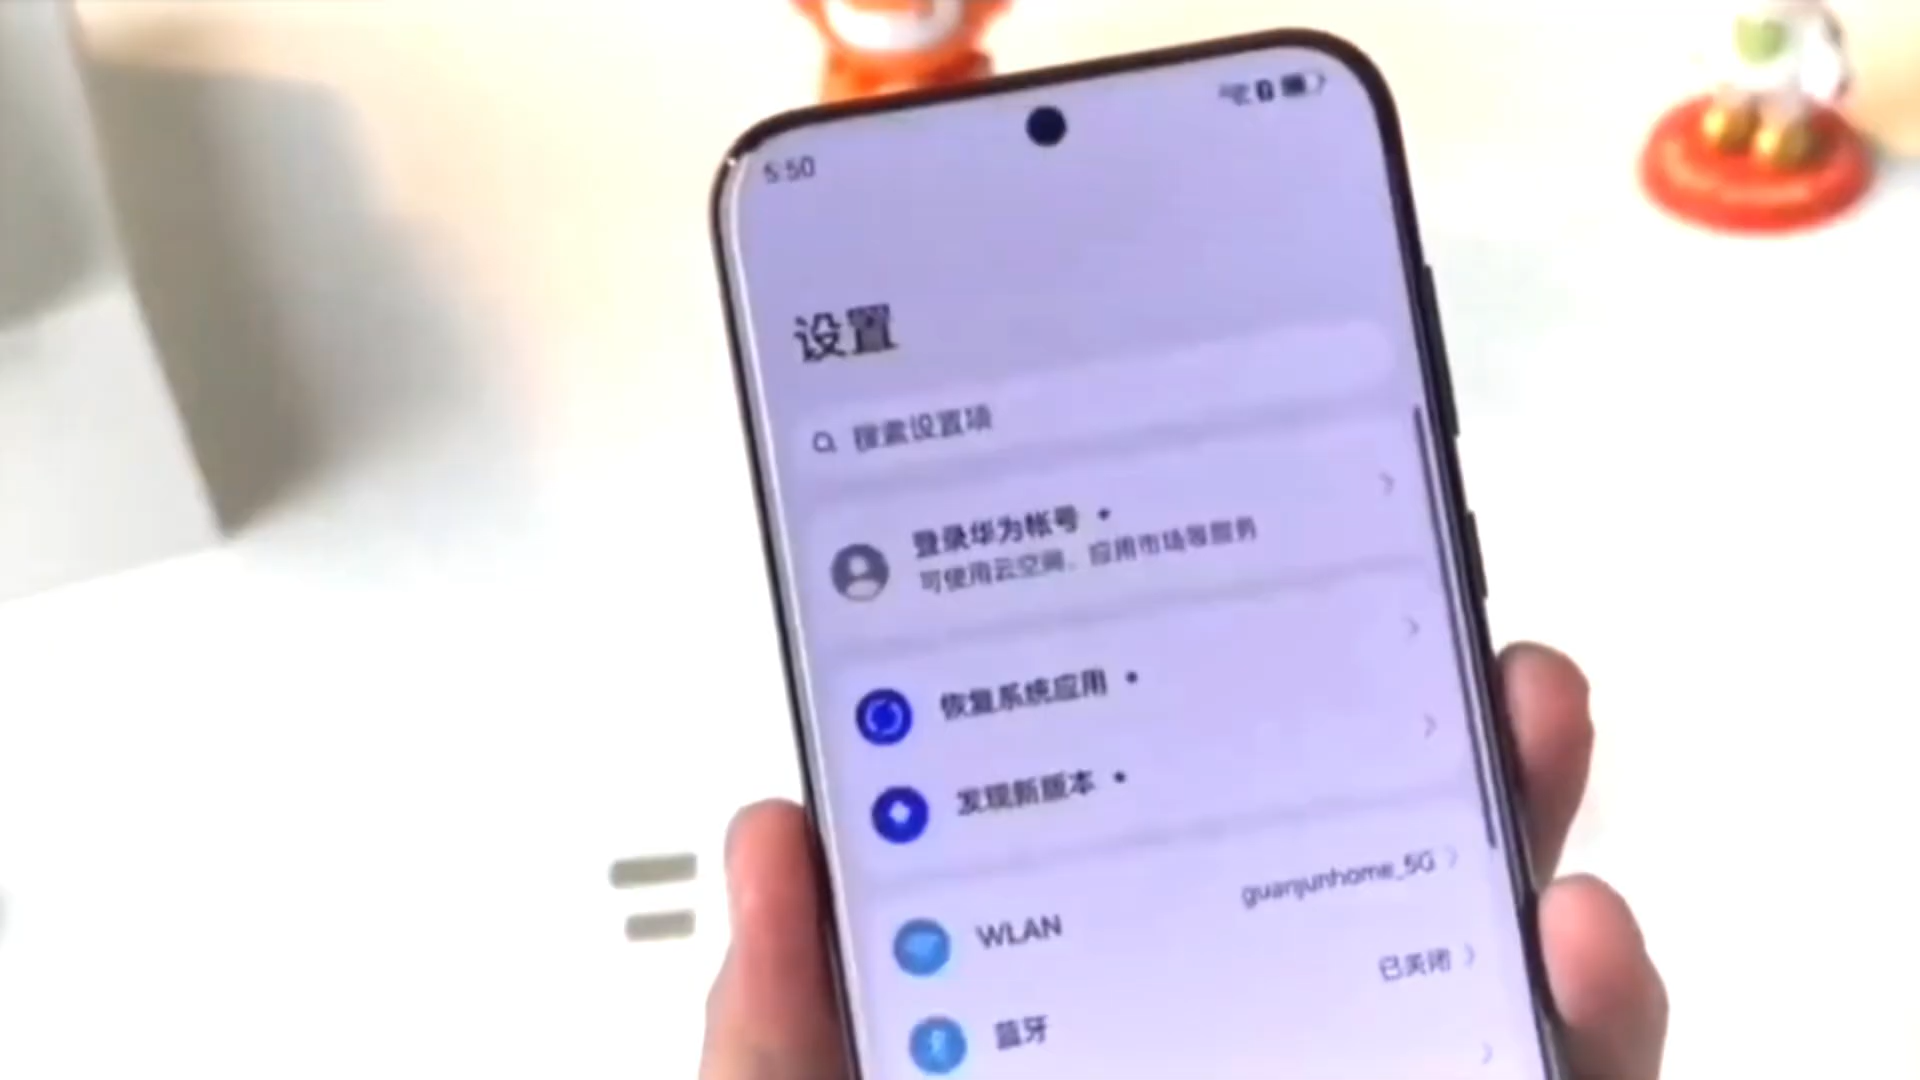 5:50
设置
搜索设置项
登录华为帐号
可使用云空间、应用市场等服务
恢复系统应用
发现新版本
WLAN guanjunhome_5G
蓝牙 已关闭